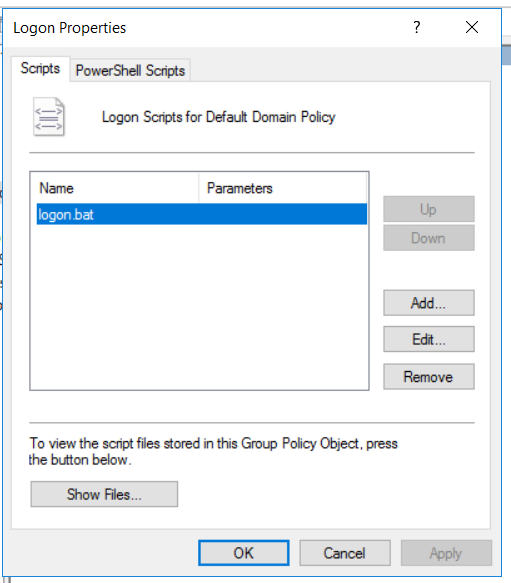 Logon Properties
?
Scripts
PowerShell Scripts
Logon Scripts for Default Domain Policy
Name
Parameters
logon.bat
Up
Down
Add...
Edit...
Remove
To view the script files stored in this Group Policy Object, press
the button below.
Show Files...
OK
Cancel
Apply